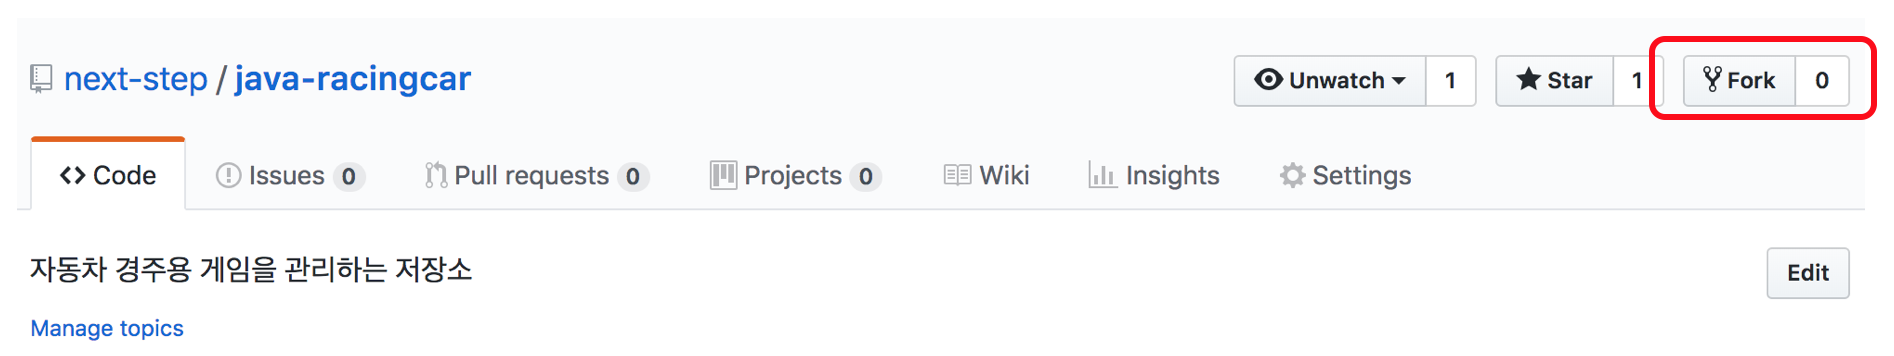 next-step / java-racingcar
Unwatch 1 Star 1 Fork 0
Code Issues 0 Pull requests 0 Projects 0 Wiki Insights Settings
자동차 경주용 게임을 관리하는 저장소
Edit
Manage topics